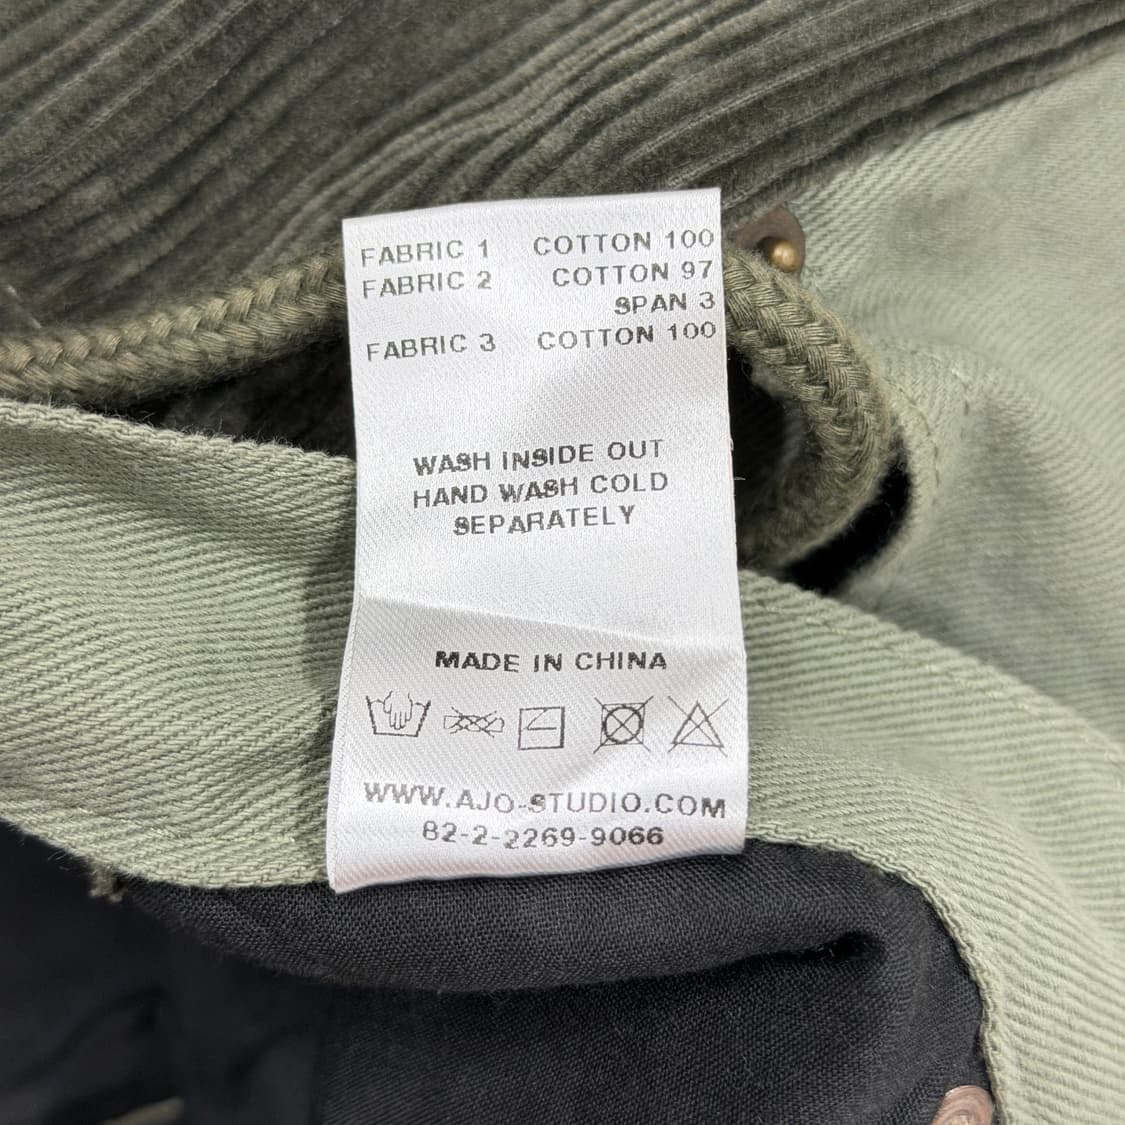 FABRIC 1 COTTON 100
FABRIC 2 COTTON 97
SPAN 3
FABRIC 3 COTTON 100
WASH INSIDE OUT
HAND WASH COLD
SEPARATELY
MADE IN CHINA
WWW.AJO-STUDIO.COM
82-2-2269-9066